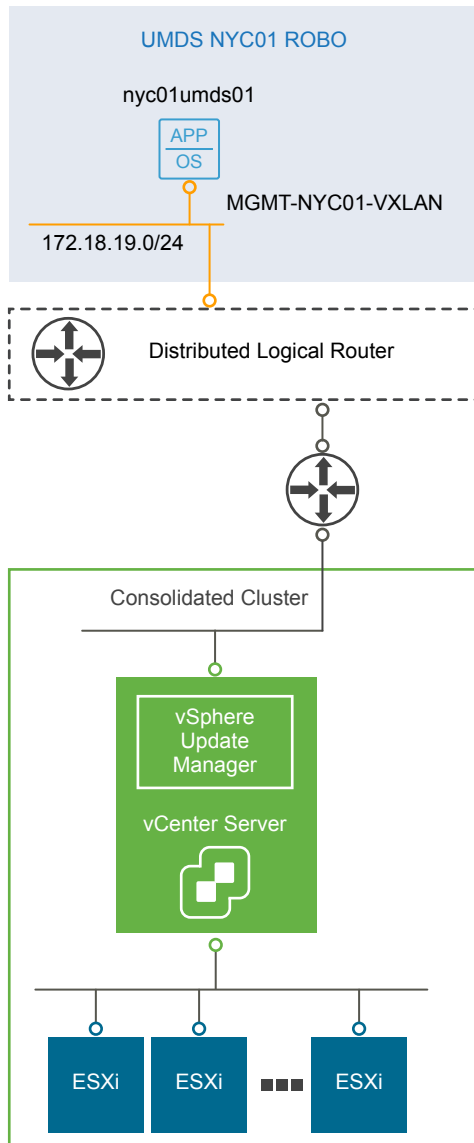 UMDS NYC01 ROBO
nyc01umds01
APP
OS
MGMT-NYC01-VXLAN
172.18.19.0/24
Distributed Logical Router
Consolidated Cluster
vSphere
Update
Manager
vCenter Server
ESXi
ESXi
ESXi